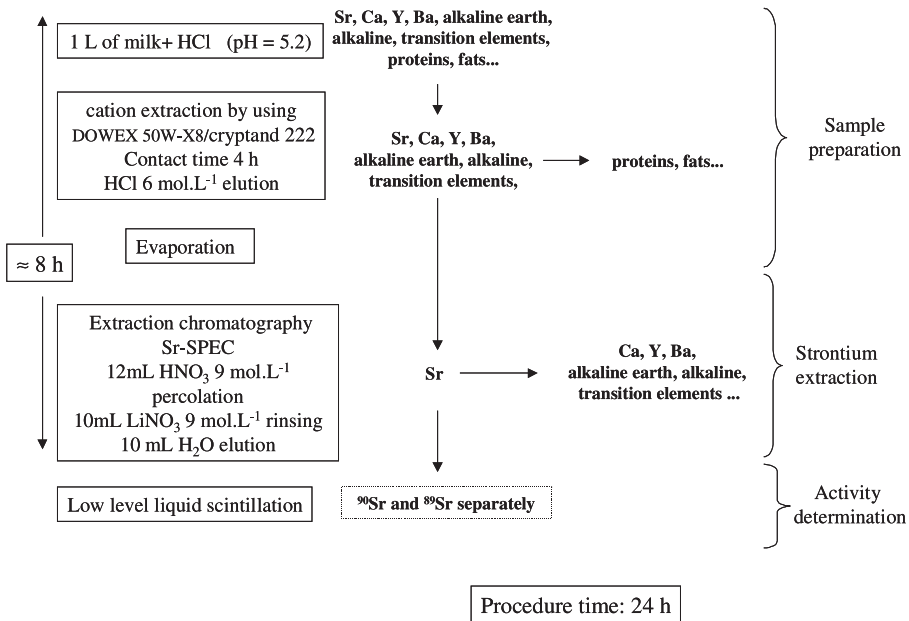 1 L of milk+ HCl (pH = 5.2)
Sr, Ca, Y, Ba, alkaline earth,
alkaline, transition elements,
proteins, fats...
cation extraction by using
DOWEX 50W-X8/cryptand 222
Contact time 4 h
HCl 6 mol.L⁻¹ elution
Sr, Ca, Y, Ba,
alkaline earth, alkaline,
transition elements,
proteins, fats...
Sample
preparation
Evaporation
≈ 8 h
Extraction chromatography
Sr-SPEC
12mL HNO₃ 9 mol.L⁻¹
percolation
10mL LiNO₃ 9 mol.L⁻¹ rinsing
10 mL H₂O elution
Sr
Ca, Y, Ba,
alkaline earth, alkaline,
transition elements ...
Strontium
extraction
Low level liquid scintillation
⁹⁰Sr and ⁸⁹Sr separately
Activity
determination
Procedure time: 24 h